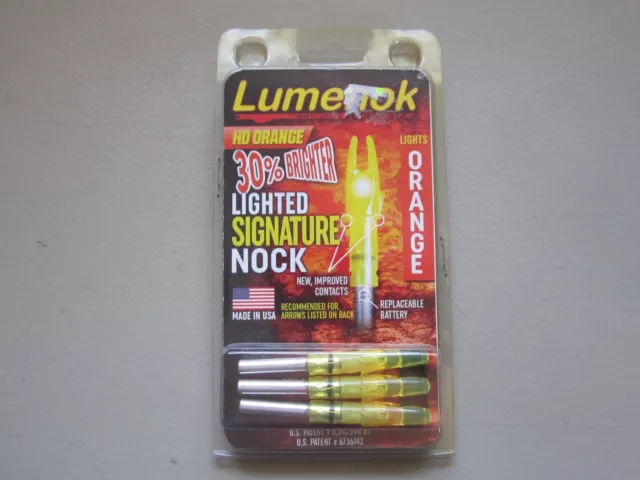 Lumenok
HD ORANGE
30% BRIGHTER
LIGHTED
SIGNATURE
NOCK
LIGHTS
ORANGE
NEW, IMPROVED
CONTACTS
MADE IN USA
RECOMMENDED FOR
ARROWS LISTED ON BACK
REPLACEABLE
BATTERY
U.S. PATENT #
U.S. PATENT # 6736742